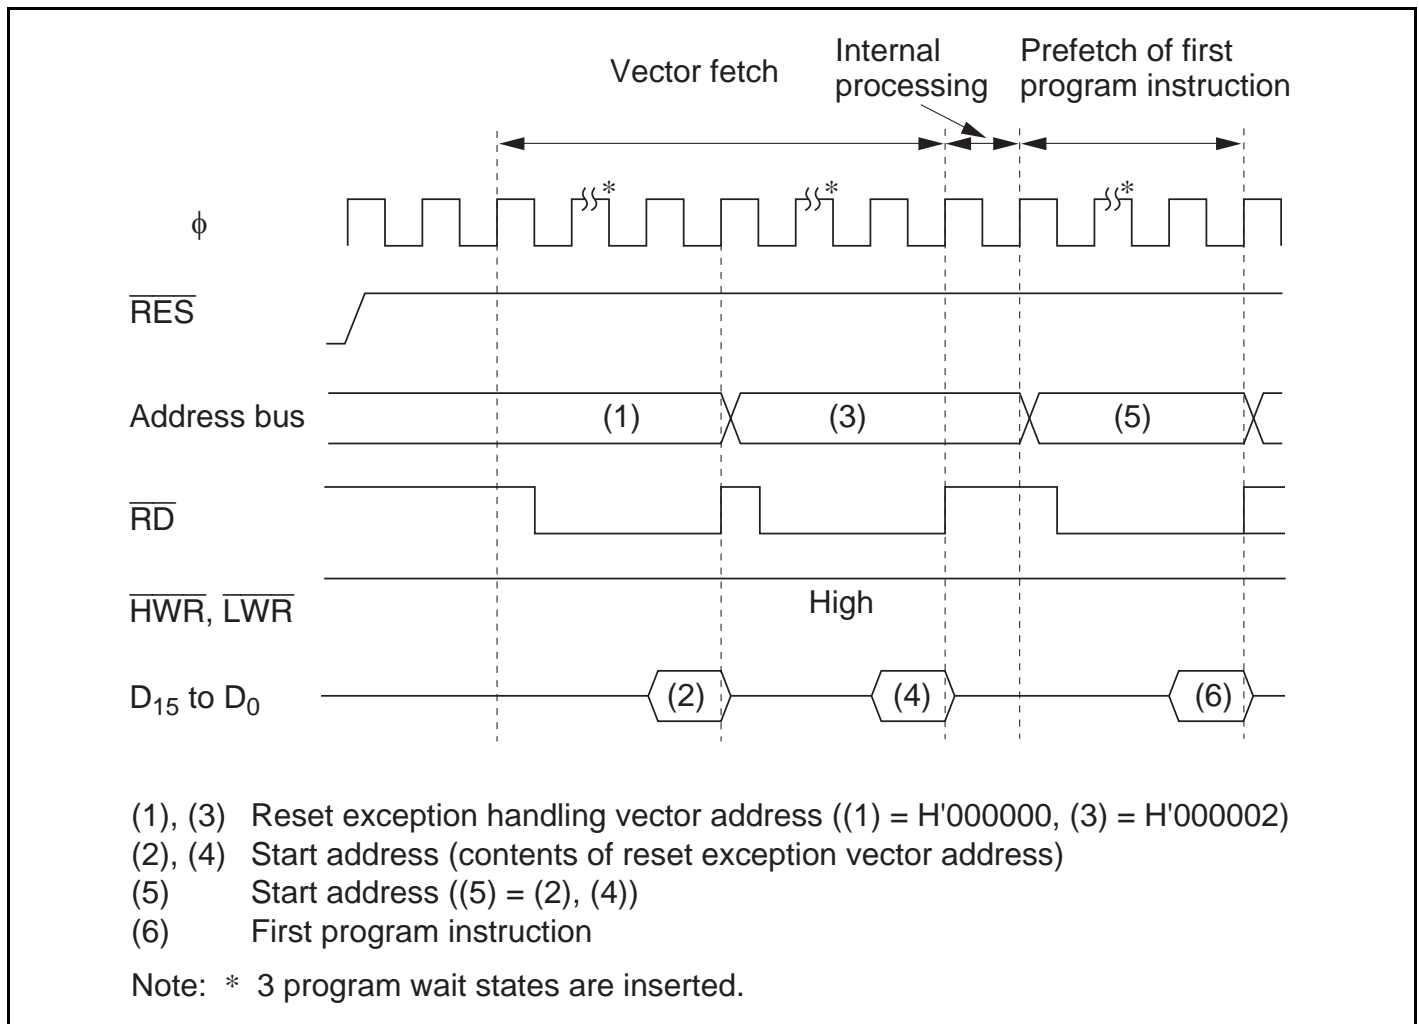 Vector fetch
Internal processing
Prefetch of first program instruction
* * *
ϕ
RES
Address bus (1) (3) (5)
RD
HWR, LWR High
D15 to D0 (2) (4) (6)
(1), (3) Reset exception handling vector address ((1) = H'000000, (3) = H'000002)
(2), (4) Start address (contents of reset exception vector address)
(5) Start address ((5) = (2), (4))
(6) First program instruction
Note: * 3 program wait states are inserted.